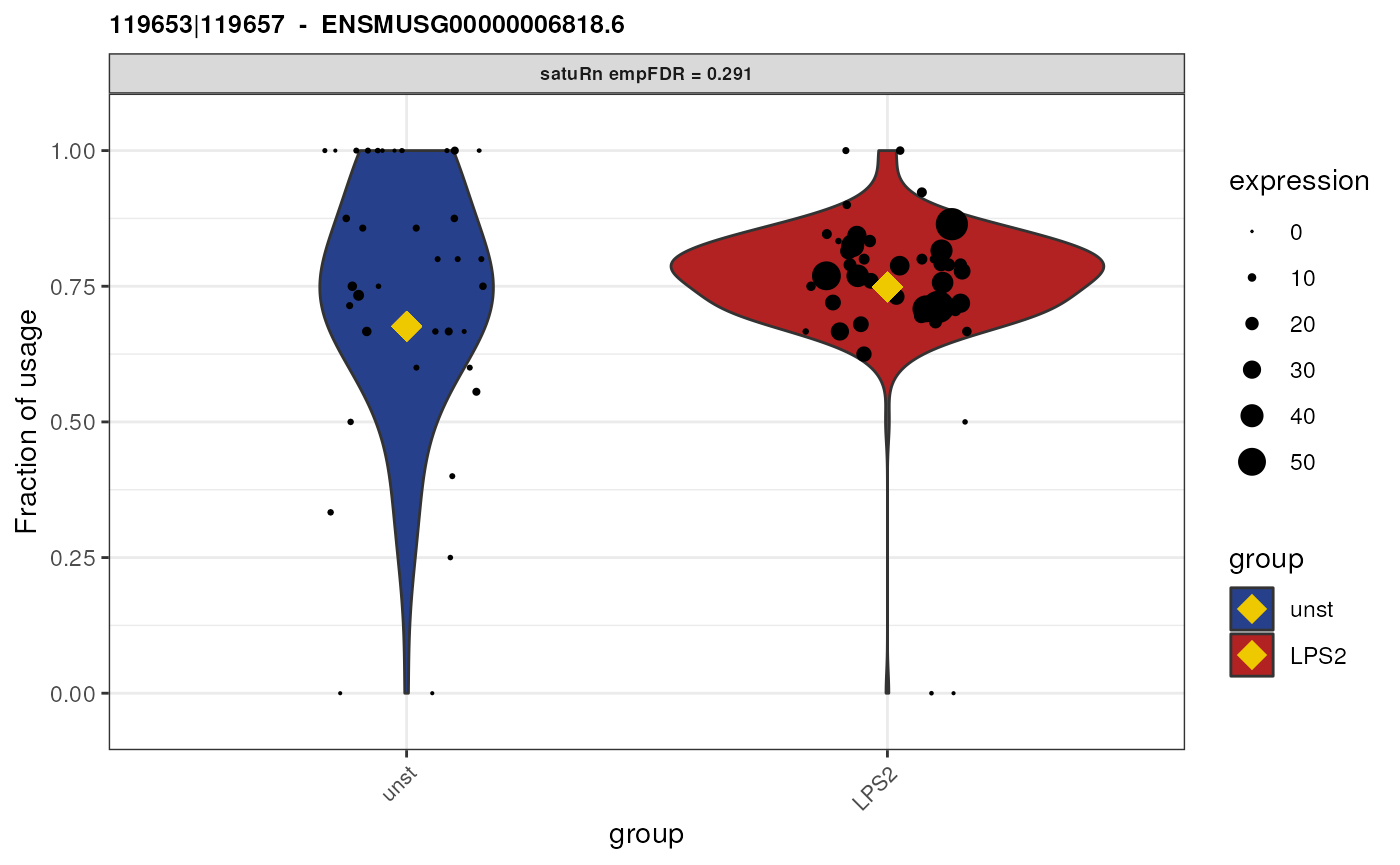 119653|119657 - ENSMUSG00000006818.6
satuRn empFDR = 0.291
Fraction of usage
1.00
0.75
0.50
0.25
0.00
unst
LPS2
group
expression
0
10
20
30
40
50
group
unst
LPS2